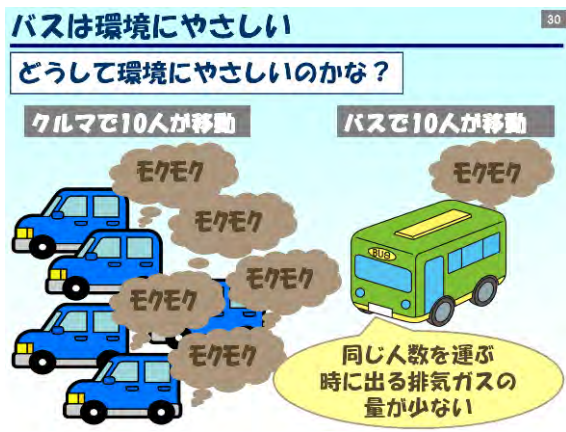 バスは環境にやさしい
30
どうして環境にやさしいのかな？
クルマで10人が移動
バスで10人が移動
モクモク
モクモク
モクモク
モクモク
モクモク
モクモク
BUS
同じ人数を運ぶ
時に出る排気ガスの
量が少ない